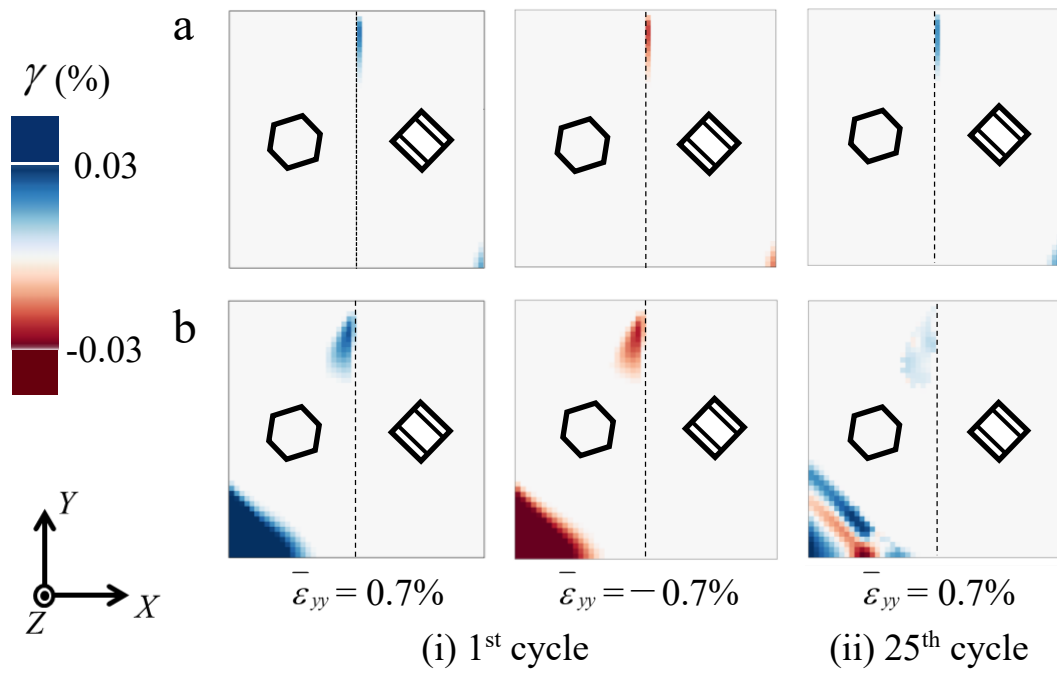 a
γ (%)
0.03
-0.03
b
Y
X
Z
ε̅yy = 0.7%
ε̅yy = −0.7%
ε̅yy = 0.7%
(i) 1st cycle
(ii) 25th cycle